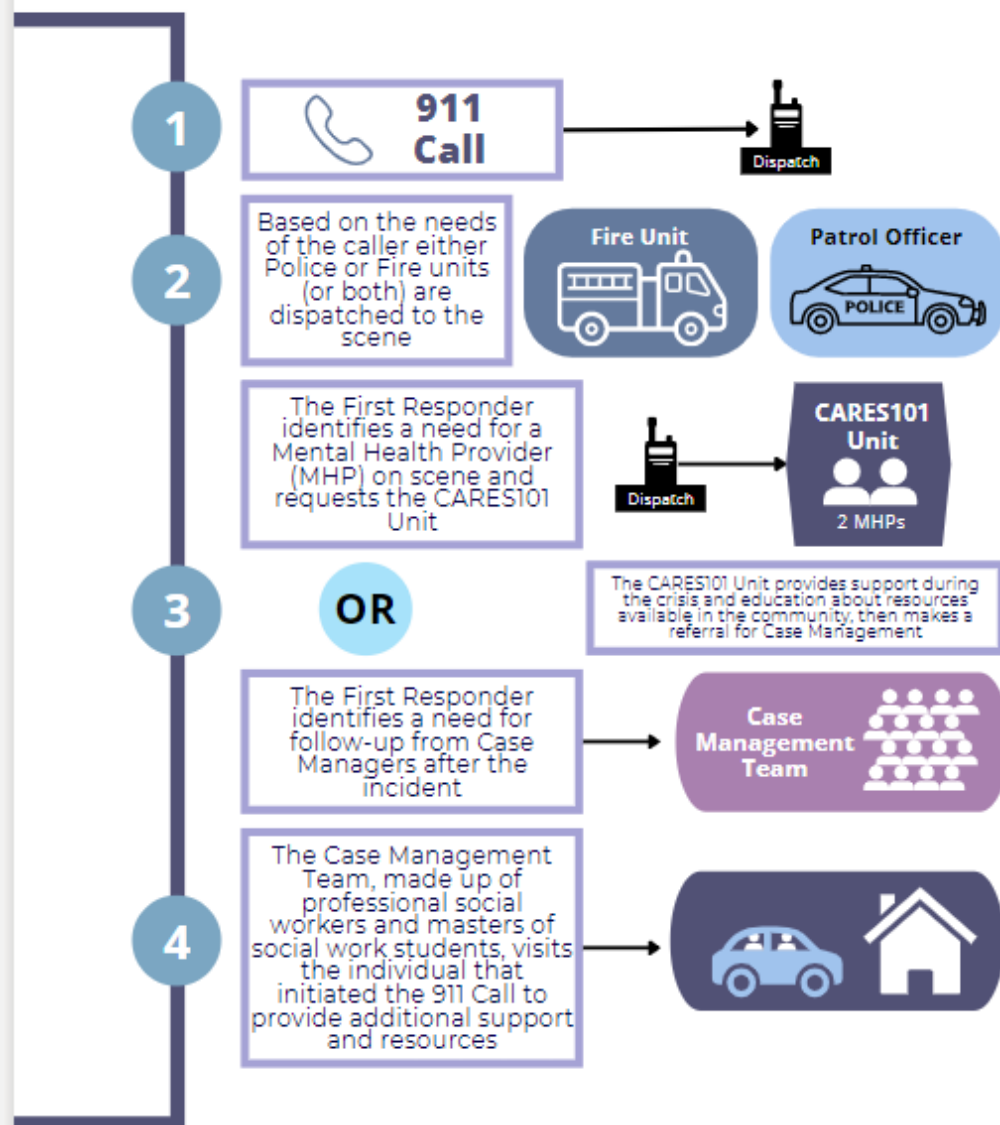 1
911
Call
Dispatch
2
Based on the needs
of the caller either
Police or Fire units
(or both) are
dispatched to the
scene
Fire Unit
Patrol Officer
POLICE
The First Responder
identifies a need for a
Mental Health Provider
(MHP) on scene and
requests the CARES101
Unit
Dispatch
CARES101
Unit
2 MHPs
3
OR
The CARES101 Unit provides support during
the crisis and education about resources
available in the community, then makes a
referral for Case Management
The First Responder
identifies a need for
follow-up from Case
Managers after the
incident
Case
Management
Team
4
The Case Management
Team, made up of
professional social
workers and masters of
social work students, visits
the individual that
initiated the 911 Call to
provide additional support
and resources